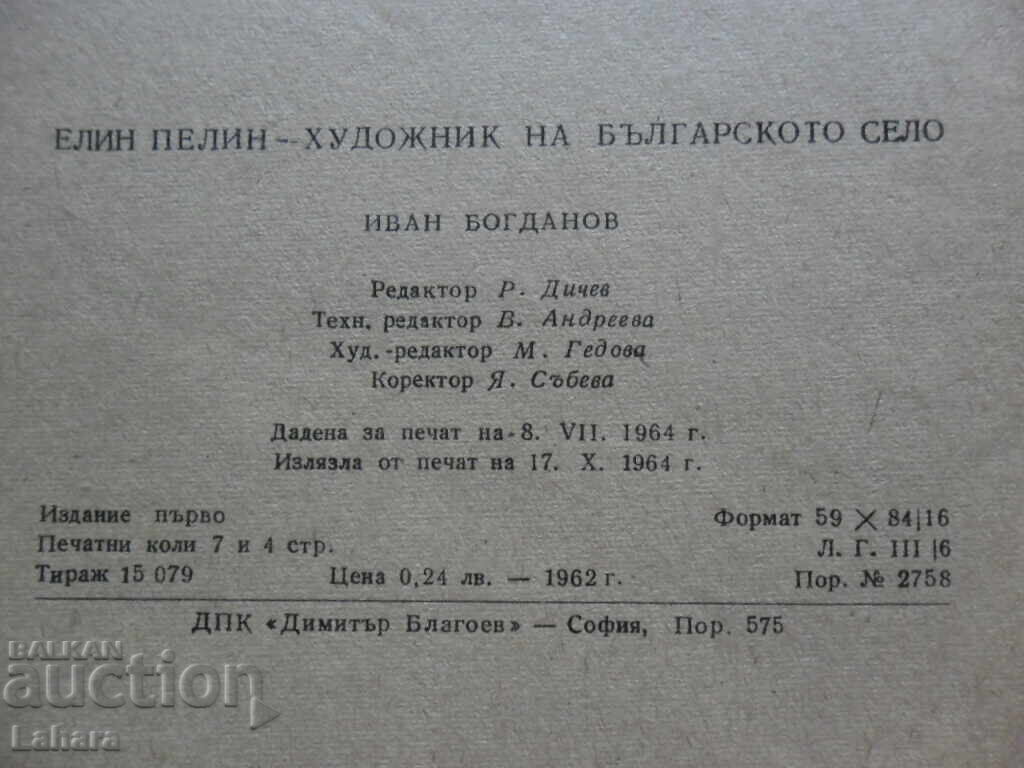 ЕЛИН ПЕЛИН — ХУДОЖНИК НА БЪЛГАРСКОТО СЕЛО
ИВАН БОГДАНОВ
Редактор Р. Дичев
Техн. редактор В. Андреева
Худ.-редактор М. Гедова
Коректор Я. Събева
Дадена за печат на 8. VII. 1964 г.
Излязла от печат на 17. X. 1964 г.
Издание първо Формат 59 X 84|16
Печатни коли 7 и 4 стр. Л. Г. III |6
Тираж 15 079 Цена 0,24 лв. — 1962 г. Пор. № 2758
ДПК «Димитър Благоев» — София, Пор. 575
BALKAN
auction
Lahara